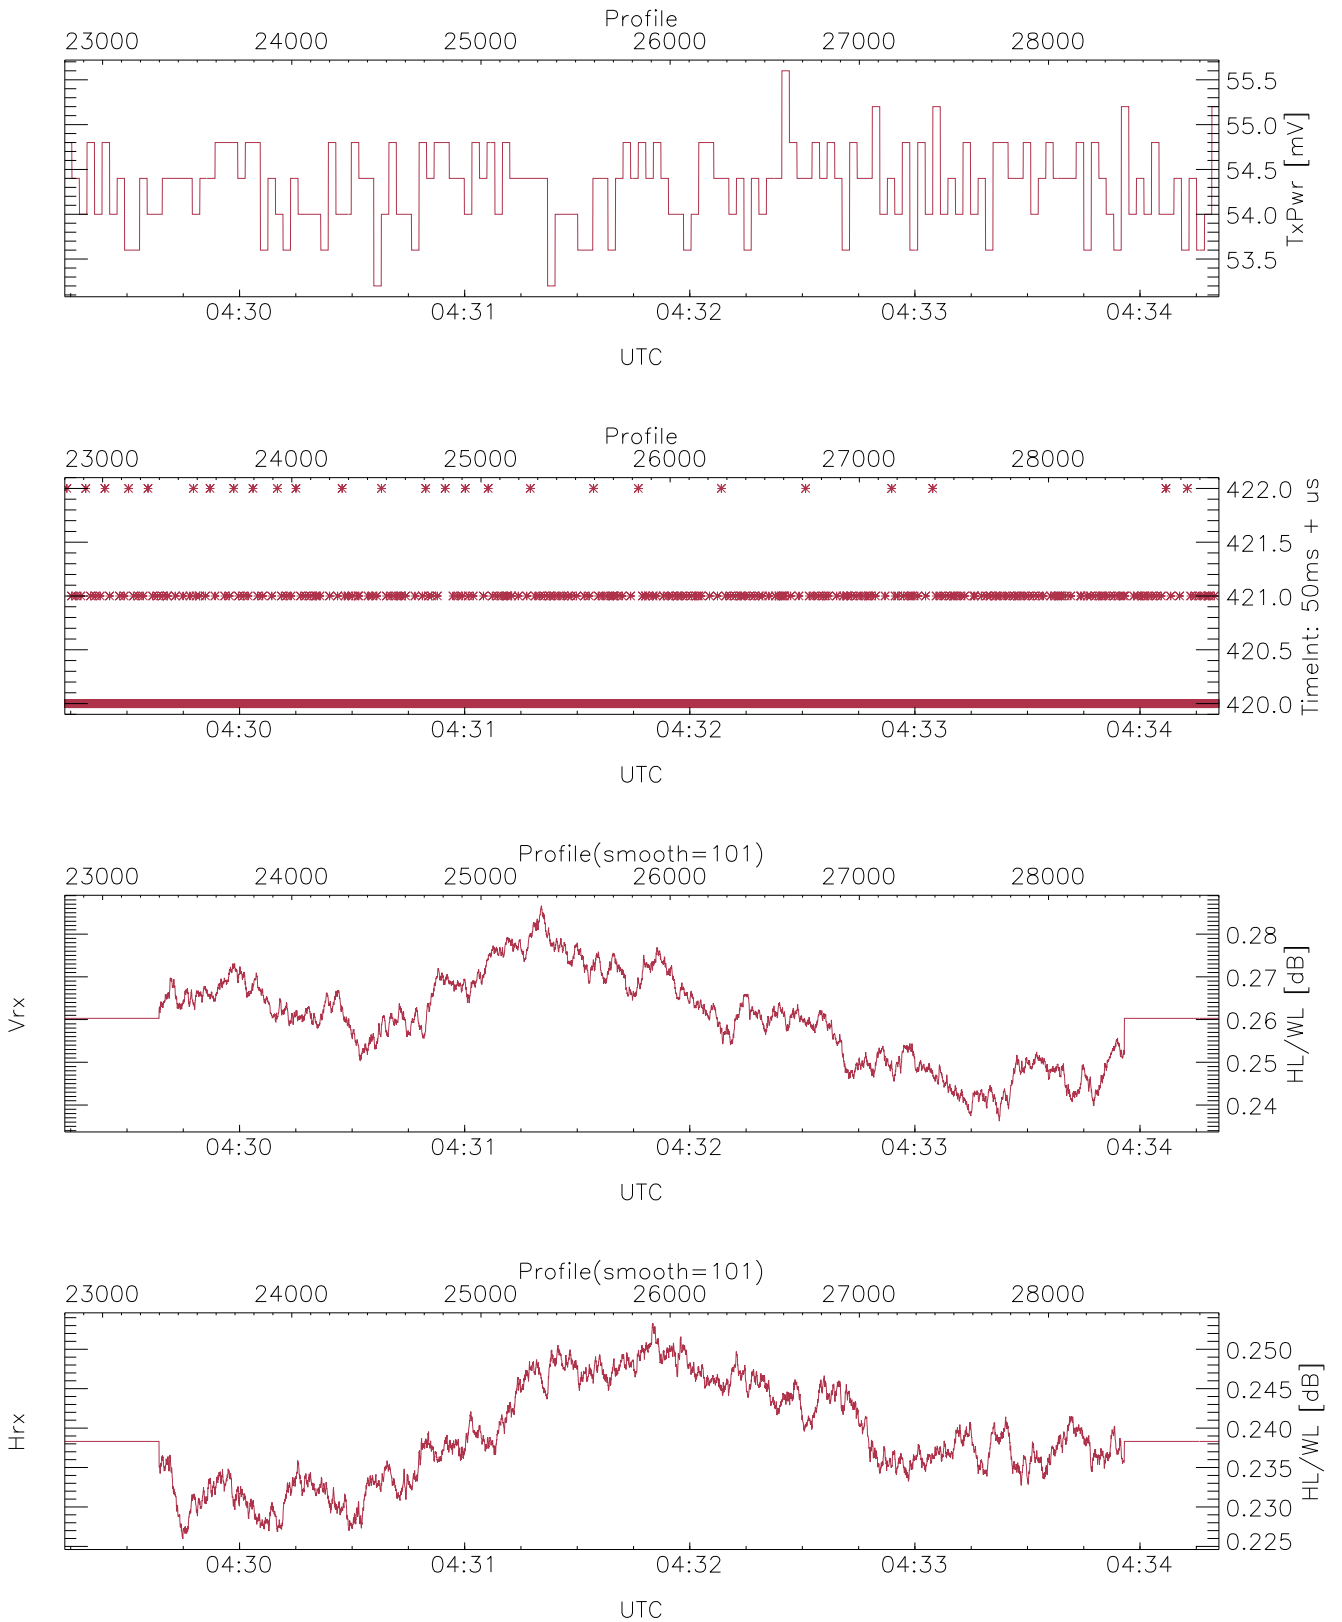 Profile
23000 24000 25000 26000 27000 28000
55.5
55.0
54.5
54.0
53.5
TxPwr [mV]
04:30 04:31 04:32 04:33 04:34
UTC
Profile
23000 24000 25000 26000 27000 28000
422.0
421.5
421.0
420.5
420.0
TimeInt: 50ms + us
04:30 04:31 04:32 04:33 04:34
UTC
Profile(smooth=101)
23000 24000 25000 26000 27000 28000
Vrx
0.28
0.27
0.26
0.25
0.24
HL/WL [dB]
04:30 04:31 04:32 04:33 04:34
UTC
Profile(smooth=101)
23000 24000 25000 26000 27000 28000
Hrx
0.250
0.245
0.240
0.235
0.230
0.225
HL/WL [dB]
04:30 04:31 04:32 04:33 04:34
UTC